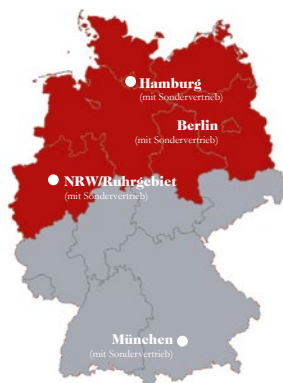 Hamburg
(mit Sondervertrieb)
Berlin
(mit Sondervertrieb)
NRW/Ruhrgebiet
(mit Sondervertrieb)
München
(mit Sondervertrieb)